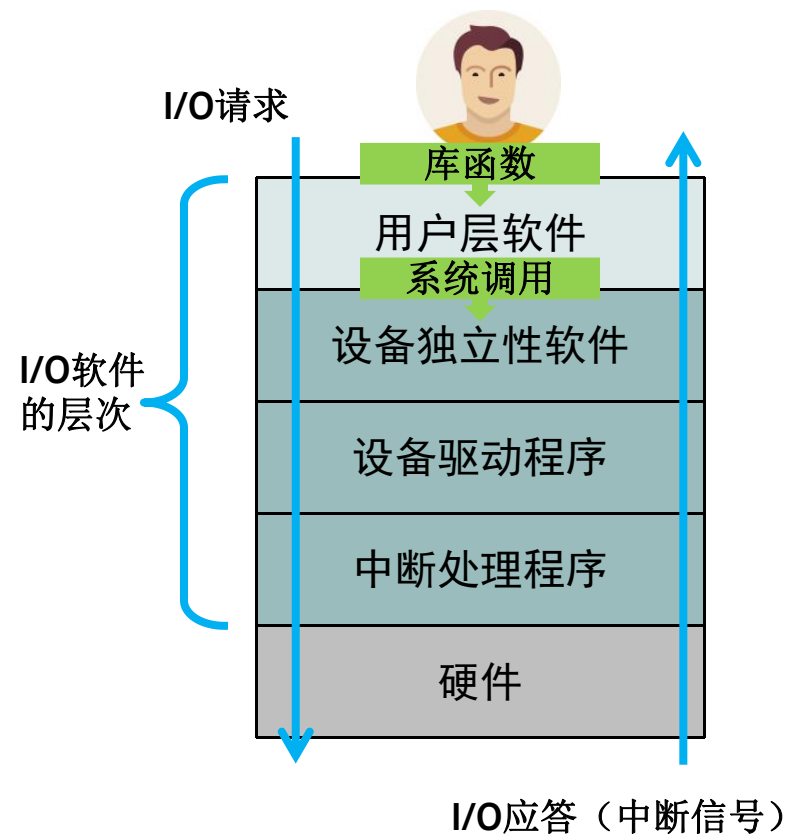 I/O请求
库函数
用户层软件
系统调用
设备独立性软件
I/O软件
的层次
设备驱动程序
中断处理程序
硬件
I/O应答（中断信号）